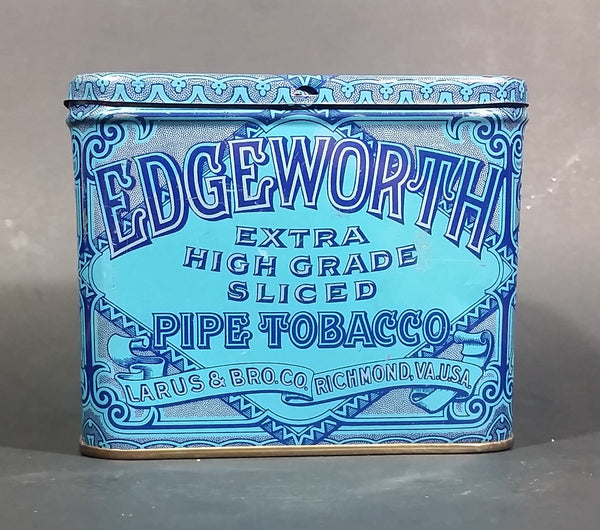 EDGEWORTH
EXTRA
HIGH GRADE
SLICED
PIPE TOBACCO
LARUS & BRO. CO. RICHMOND, VA. U.S.A.